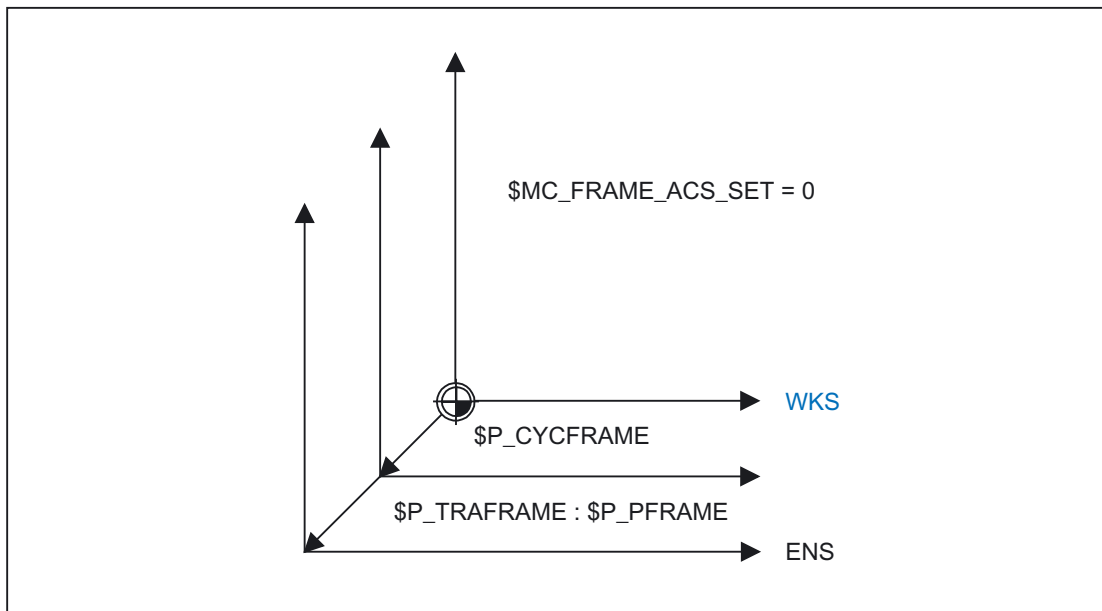 $MC_FRAME_ACS_SET = 0
WKS
$P_CYCFRAME
$P_TRAFRAME : $P_PFRAME
ENS